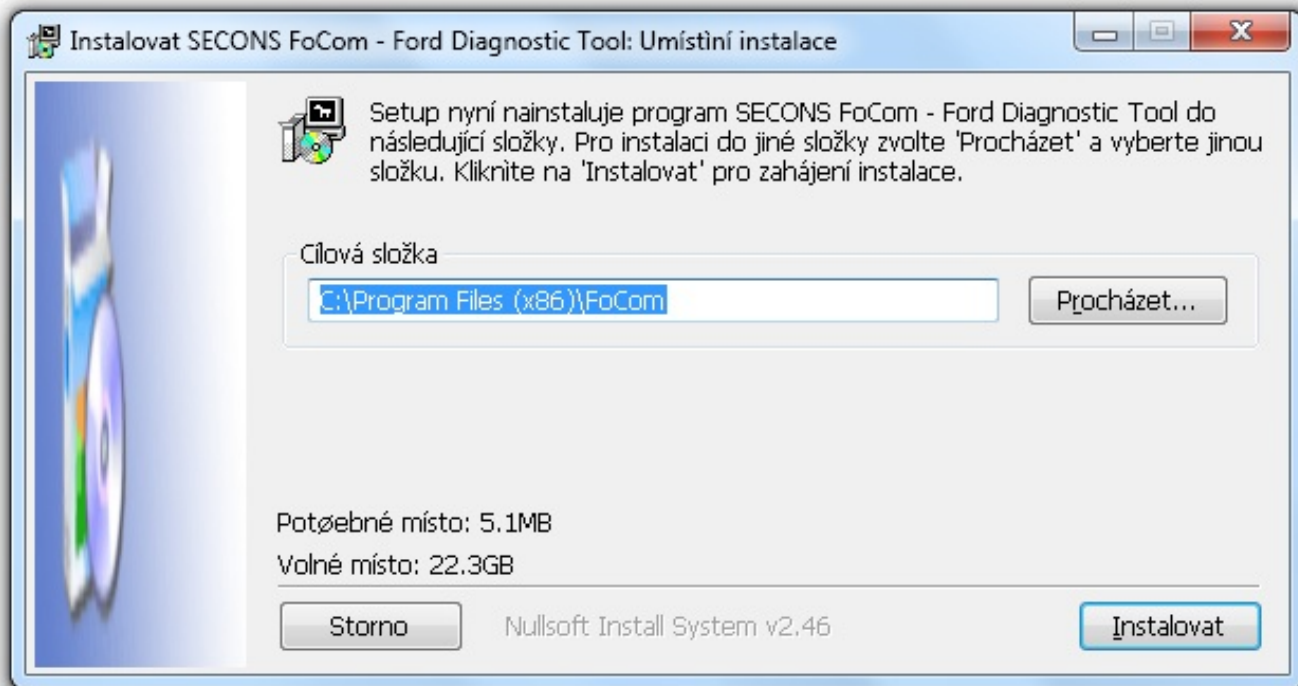 Instalovat SECONS FoCom - Ford Diagnostic Tool: Umístìní instalace
Setup nyní nainstaluje program SECONS FoCom - Ford Diagnostic Tool do
následující složky. Pro instalaci do jiné složky zvolte 'Procházet' a vyberte jinou
složku. Kliknìte na 'Instalovat' pro zahájení instalace.
Cílová složka
C:\Program Files (x86)\FoCom
Procházet...
Potøebné místo: 5.1MB
Volné místo: 22.3GB
Storno
Nullsoft Install System v2.46
Instalovat